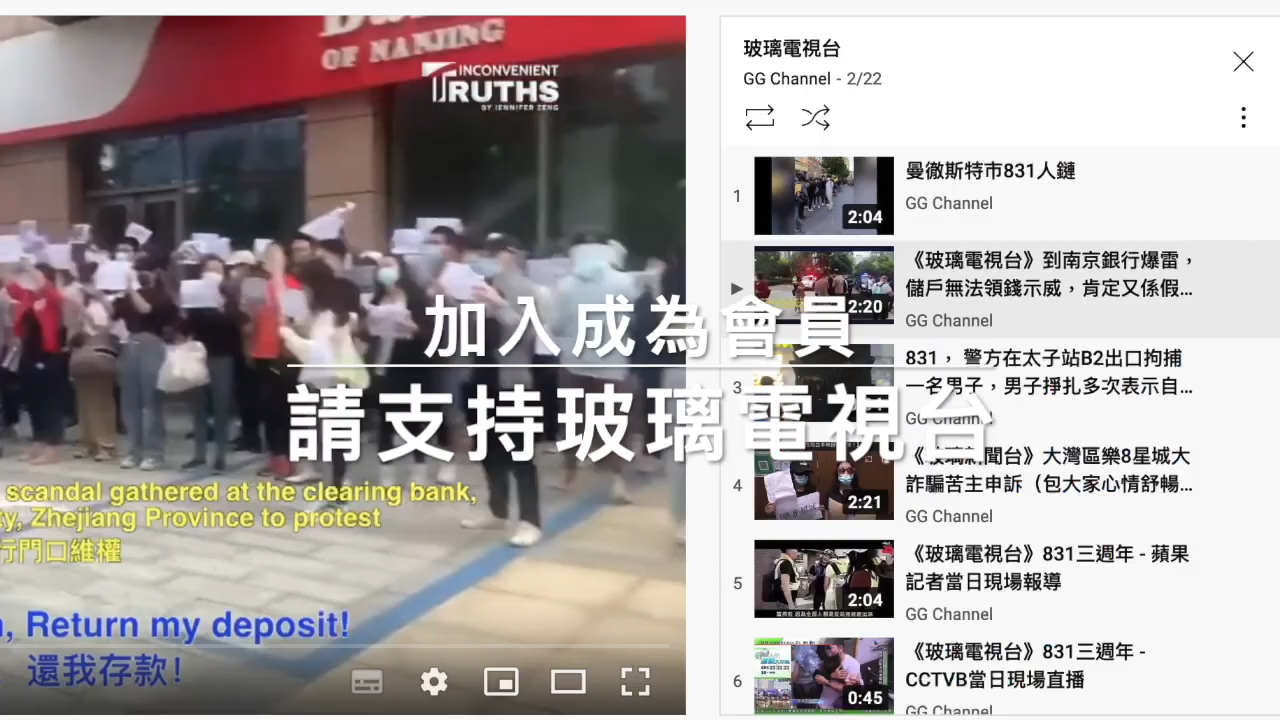 OF NANJING
INCONVENIENT
TRUTHS
BY JENNIFER ZENG
加入成為會員
請支持玻璃電視台
scandal gathered at the clearing bank,
Zhejiang Province to protest
行門口維權
Return my deposit!
還我存款!
玻璃電視台
GG Channel - 2/22
1
2:04
曼徹斯特市831人鏈
GG Channel
2:20
《玻璃電視台》到南京銀行爆雷，
儲戶無法領錢示威，肯定又係假...
GG Channel
3
831， 警方在太子站B2出口拘捕
一名男子，男子掙扎多次表示自...
GG Channel
4
2:21
《玻璃新聞台》大灣區樂8星城大
詐騙苦主申訴（包大家心情舒暢...
GG Channel
5
2:04
《玻璃電視台》831三週年 - 蘋果
記者當日現場報導
GG Channel
6
0:45
《玻璃電視台》831三週年 -
CCTVB當日現場直播
GG Channel